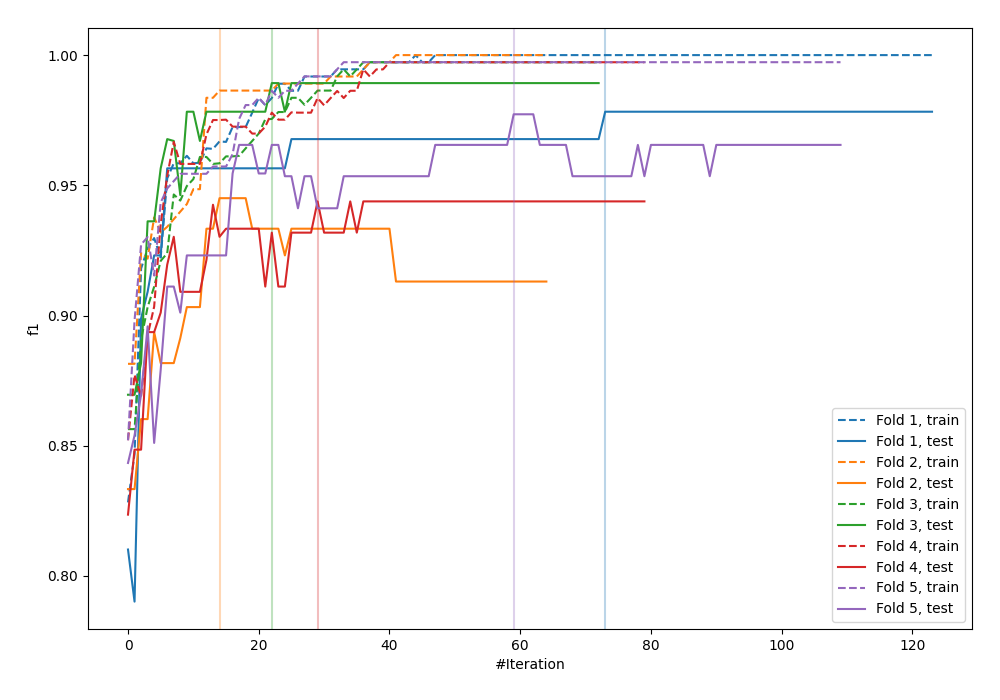 1.00
0.95
0.90
0.85
0.80
f1
0 20 40 60 80 100 120
#Iteration
Fold 1, train
Fold 1, test
Fold 2, train
Fold 2, test
Fold 3, train
Fold 3, test
Fold 4, train
Fold 4, test
Fold 5, train
Fold 5, test